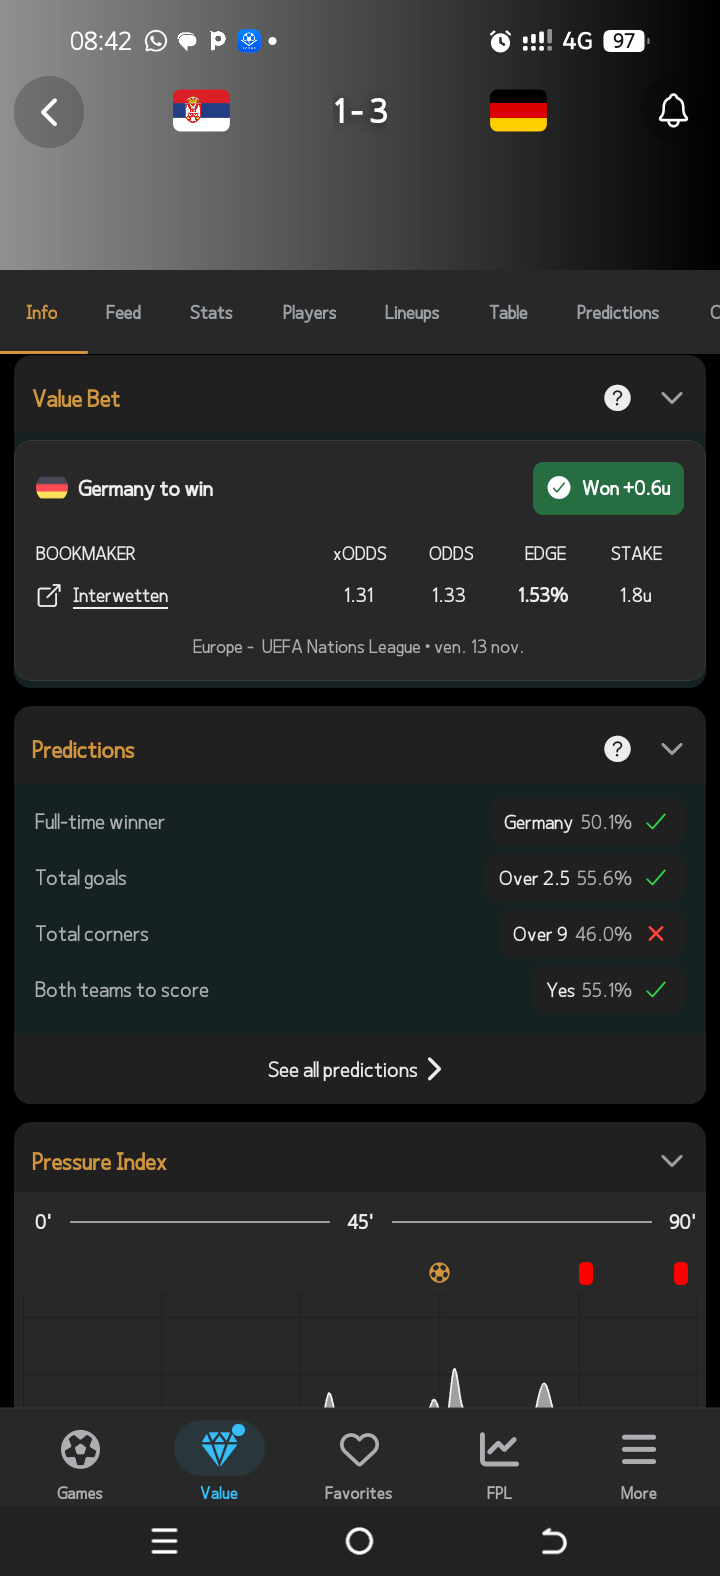 08:42 4G 97
1 - 3
Info Feed Stats Players Lineups Table Predictions
Value Bet ?
Germany to win Won +0.6u
BOOKMAKER xODDS ODDS EDGE STAKE
Interwetten 1.31 1.33 1.53% 1.8u
Europe - UEFA Nations League • ven. 13 nov.
Predictions ?
Full-time winner Germany 50.1%
Total goals Over 2.5 55.6%
Total corners Over 9 46.0%
Both teams to score Yes 55.1%
See all predictions
Pressure Index
0' 45' 90'
Games Value Favorites FPL More